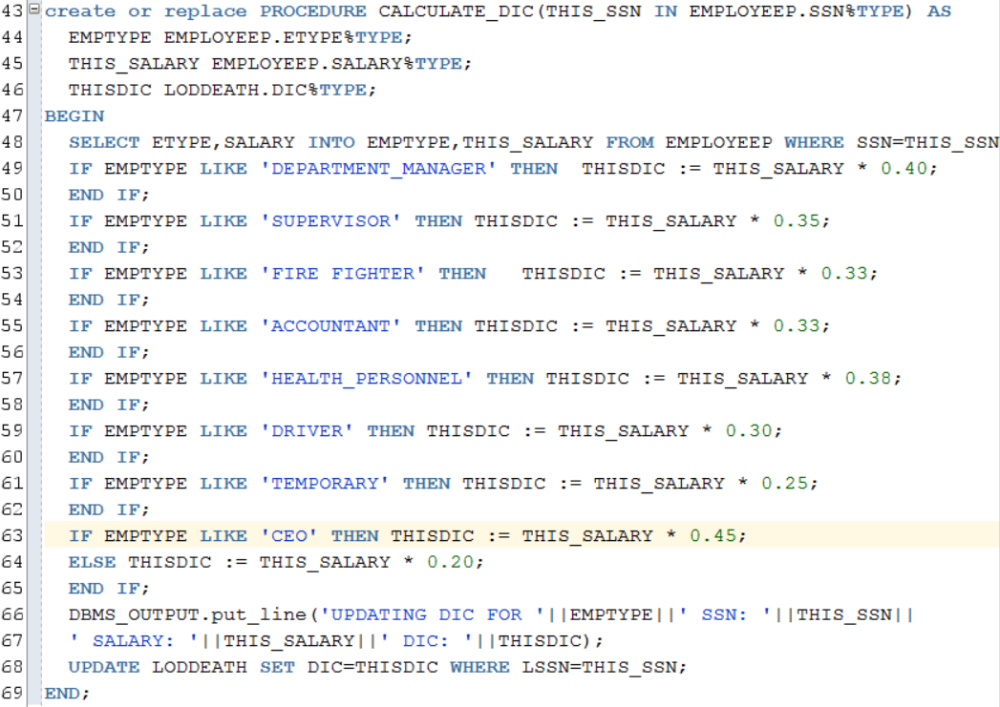 43 create or replace PROCEDURE CALCULATE_DIC(THIS_SSN IN EMPLOYEEP.SSN%TYPE) AS
44 EMPTYPE EMPLOYEEP.ETYPE%TYPE;
45 THIS_SALARY EMPLOYEEP.SALARY%TYPE;
46 THISDIC LODDEATH.DIC%TYPE;
47 BEGIN
48 SELECT ETYPE,SALARY INTO EMPTYPE,THIS_SALARY FROM EMPLOYEEP WHERE SSN=THIS_SSN
49 IF EMPTYPE LIKE 'DEPARTMENT_MANAGER' THEN  THISDIC := THIS_SALARY * 0.40;
50 END IF;
51 IF EMPTYPE LIKE 'SUPERVISOR' THEN THISDIC := THIS_SALARY * 0.35;
52 END IF;
53 IF EMPTYPE LIKE 'FIRE FIGHTER' THEN   THISDIC := THIS_SALARY * 0.33;
54 END IF;
55 IF EMPTYPE LIKE 'ACCOUNTANT' THEN THISDIC := THIS_SALARY * 0.33;
56 END IF;
57 IF EMPTYPE LIKE 'HEALTH_PERSONNEL' THEN THISDIC := THIS_SALARY * 0.38;
58 END IF;
59 IF EMPTYPE LIKE 'DRIVER' THEN THISDIC := THIS_SALARY * 0.30;
60 END IF;
61 IF EMPTYPE LIKE 'TEMPORARY' THEN THISDIC := THIS_SALARY * 0.25;
62 END IF;
63 IF EMPTYPE LIKE 'CEO' THEN THISDIC := THIS_SALARY * 0.45;
64 ELSE THISDIC := THIS_SALARY * 0.20;
65 END IF;
66 DBMS_OUTPUT.put_line('UPDATING DIC FOR '||EMPTYPE||' SSN: '||THIS_SSN||
67 ' SALARY: '||THIS_SALARY||' DIC: '||THISDIC);
68 UPDATE LODDEATH SET DIC=THISDIC WHERE LSSN=THIS_SSN;
69 END;